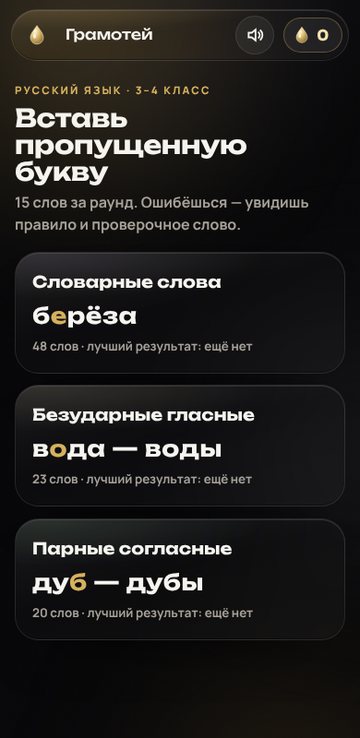 Грамотей
0
РУССКИЙ ЯЗЫК · 3–4 КЛАСС
Вставь
пропущенную
букву
15 слов за раунд. Ошибёшься — увидишь
правило и проверочное слово.
Словарные слова
берёза
48 слов · лучший результат: ещё нет
Безударные гласные
вода — воды
23 слов · лучший результат: ещё нет
Парные согласные
дуб — дубы
20 слов · лучший результат: ещё нет